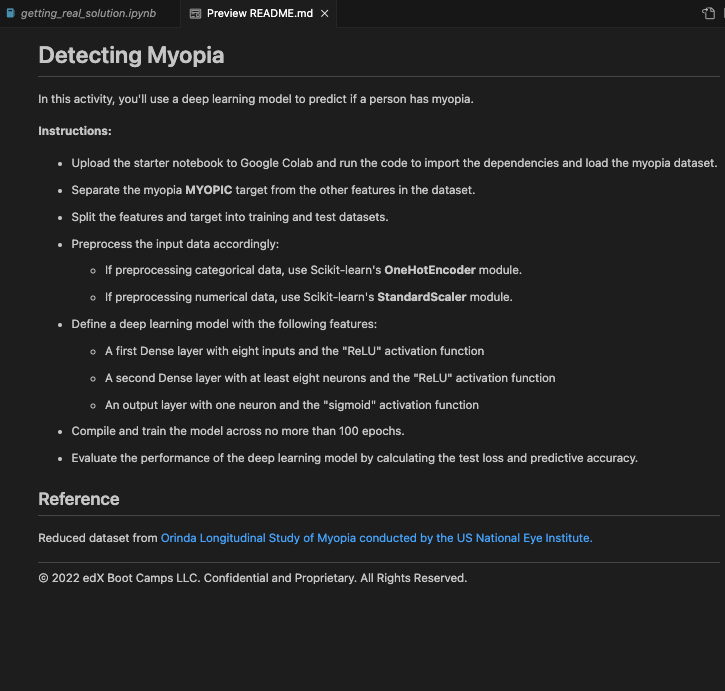 getting_real_solution.ipynb
Preview README.md
Detecting Myopia
In this activity, you'll use a deep learning model to predict if a person has myopia.
Instructions:
Upload the starter notebook to Google Colab and run the code to import the dependencies and load the myopia dataset.
Separate the myopia MYOPIC target from the other features in the dataset.
Split the features and target into training and test datasets.
Preprocess the input data accordingly:
If preprocessing categorical data, use Scikit-learn's OneHotEncoder module.
If preprocessing numerical data, use Scikit-learn's StandardScaler module.
Define a deep learning model with the following features:
A first Dense layer with eight inputs and the "ReLU" activation function
A second Dense layer with at least eight neurons and the "ReLU" activation function
An output layer with one neuron and the "sigmoid" activation function
Compile and train the model across no more than 100 epochs.
Evaluate the performance of the deep learning model by calculating the test loss and predictive accuracy.
Reference
Reduced dataset from Orinda Longitudinal Study of Myopia conducted by the US National Eye Institute.
© 2022 edX Boot Camps LLC. Confidential and Proprietary. All Rights Reserved.